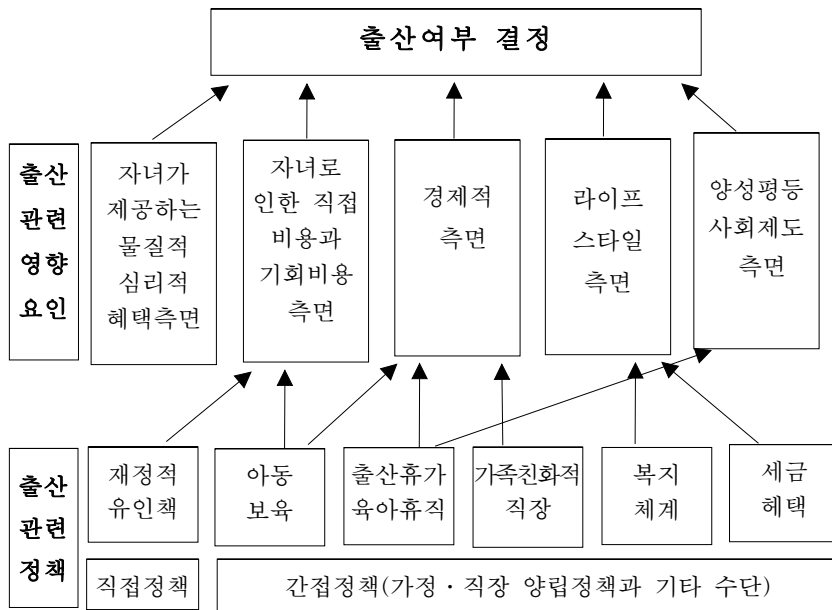 출산여부 결정
출산
관련
영향
요인
자녀가
제공하는
물질적
심리적
혜택측면
자녀로
인한 직접
비용과
기회비용
측면
경제적
측면
라이프
스타일
측면
양성평등
사회제도
측면
출산
관련
정책
재정적
유인책
아동
보육
출산휴가
육아휴직
가족친화적
직장
복지
체계
세금
헤택
직접정책
간접정책(가정・직장 양립정책과 기타 수단)